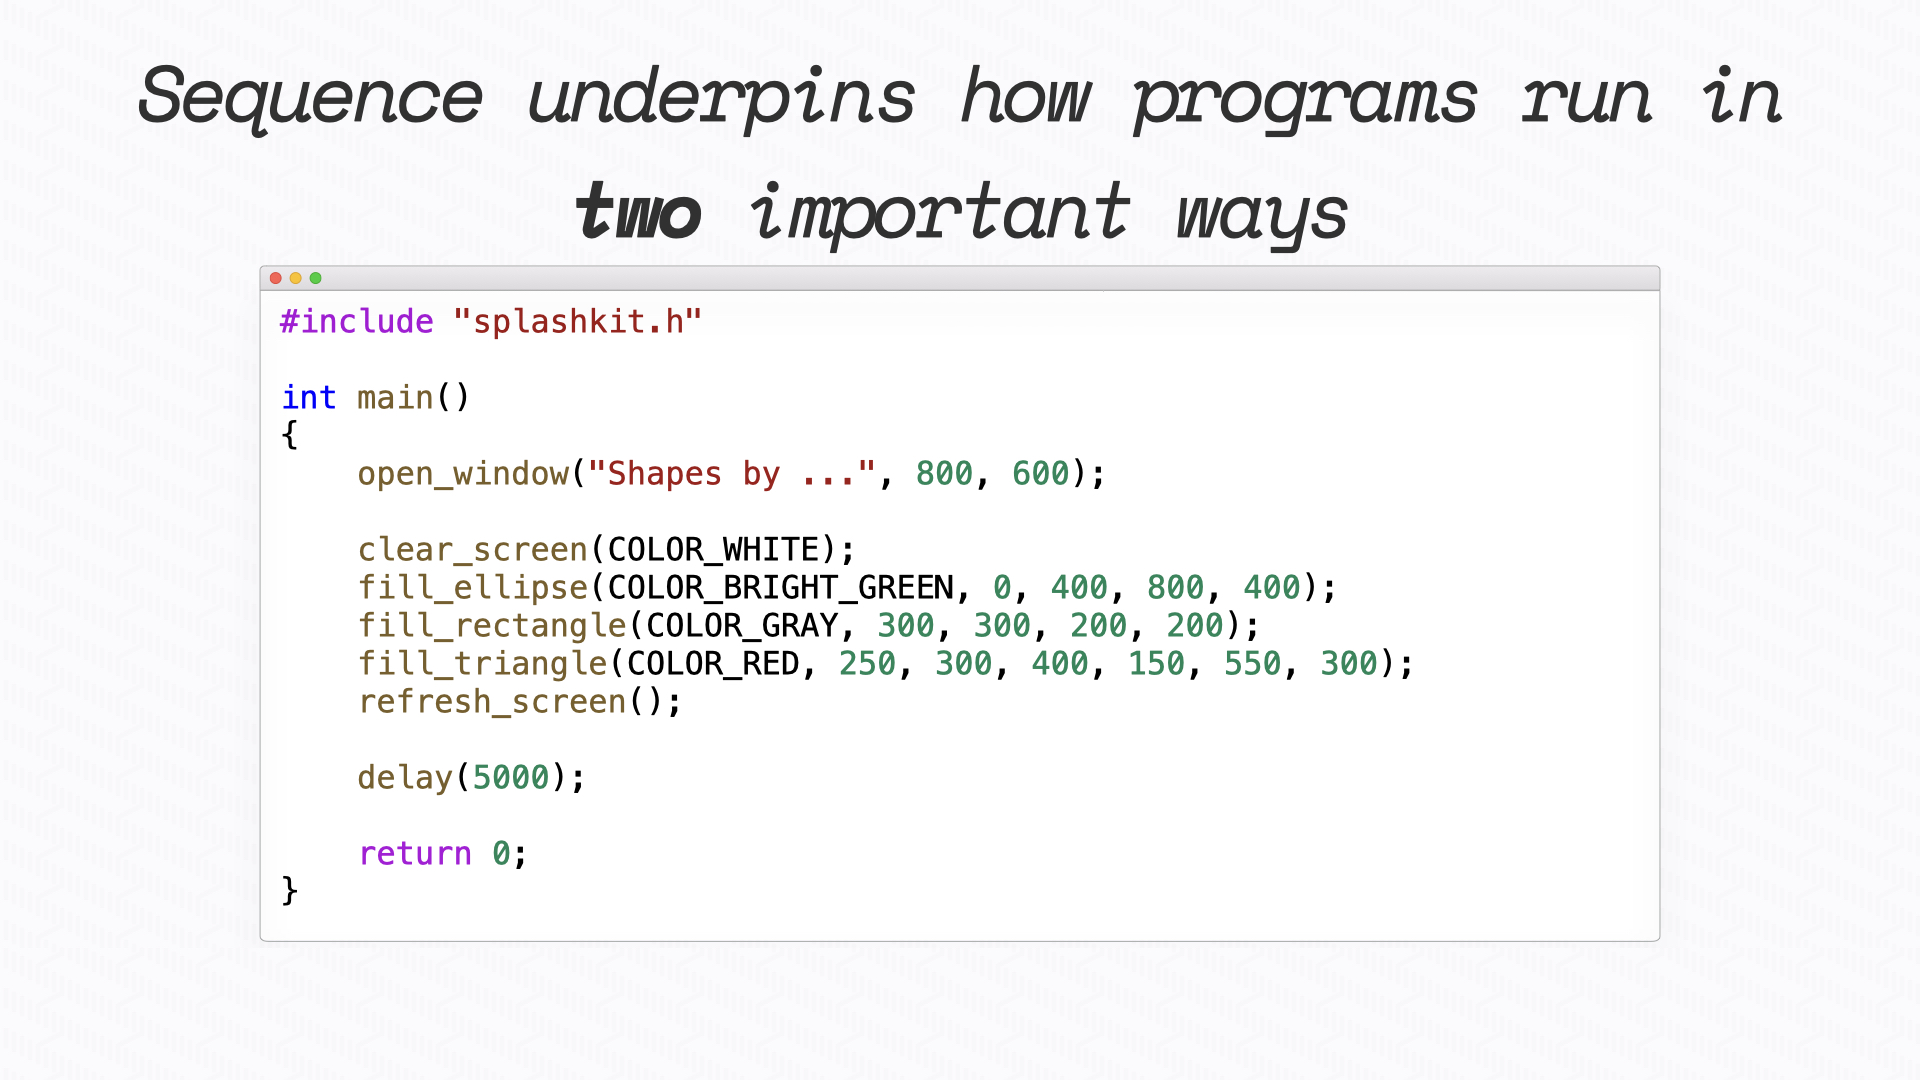 Sequence underpins how programs run in
two important ways
#include "splashkit.h"
int main()
{
open_window("Shapes by ...", 800, 600);
clear_screen(COLOR_WHITE);
fill_ellipse(COLOR_BRIGHT_GREEN, 0, 400, 800, 400);
fill_rectangle(COLOR_GRAY, 300, 300, 200, 200);
fill_triangle(COLOR_RED, 250, 300, 400, 150, 550, 300);
refresh_screen();
delay(5000);
return 0;
}